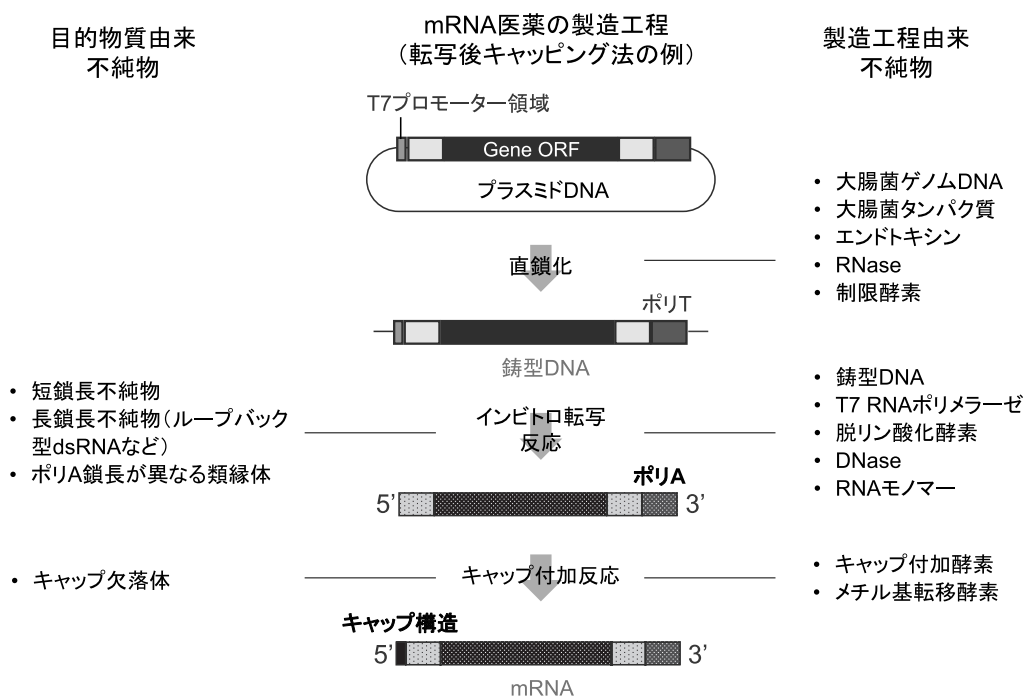 目的物質由来
不純物
mRNA医薬の製造工程
（転写後キャッピング法の例）
製造工程由来
不純物
T7プロモーター領域
Gene ORF
プラスミドDNA
直鎖化
• 大腸菌ゲノムDNA
• 大腸菌タンパク質
• エンドトキシン
• RNase
• 制限酵素
ポリT
鋳型DNA
• 短鎖長不純物
• 長鎖長不純物（ループバック
型dsRNAなど）
• ポリA鎖長が異なる類縁体
インビトロ転写
反応
• 鋳型DNA
• T7 RNAポリメラーゼ
• 脱リン酸化酵素
• DNase
• RNAモノマー
ポリA
5’ 3’
• キャップ欠落体
キャップ付加反応
• キャップ付加酵素
• メチル基転移酵素
キャップ構造
5’ 3’
mRNA